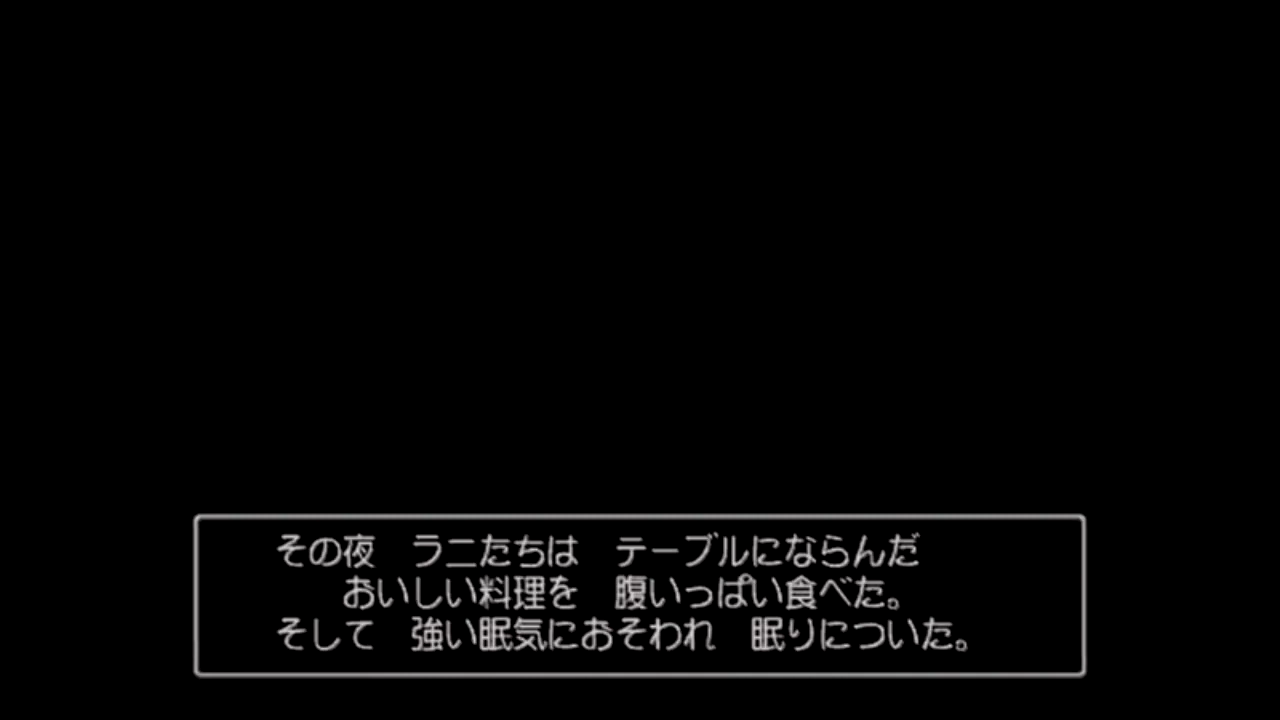 その夜　ラニたちは　テーブルにならんだ
おいしい料理を　腹いっぱい食べた。
そして　強い眠気におそわれ　眠りについた。